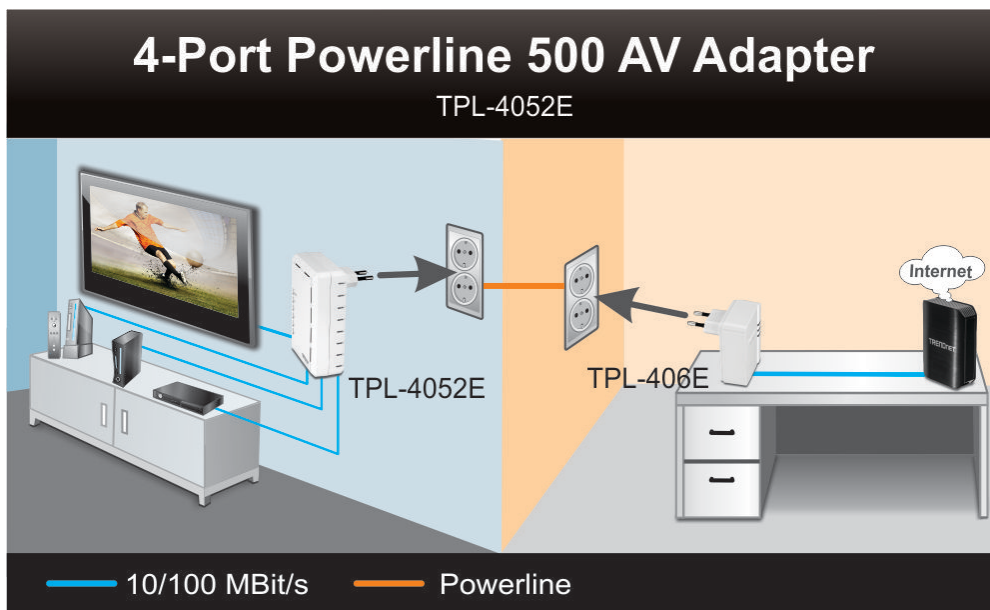 4-Port Powerline 500 AV Adapter
TPL-4052E
Internet
TRENDNET
TPL-4052E
TPL-406E
10/100 MBit/s
Powerline